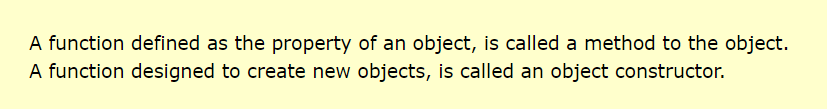 A function defined as the property of an object, is called a method to the object.
A function designed to create new objects, is called an object constructor.